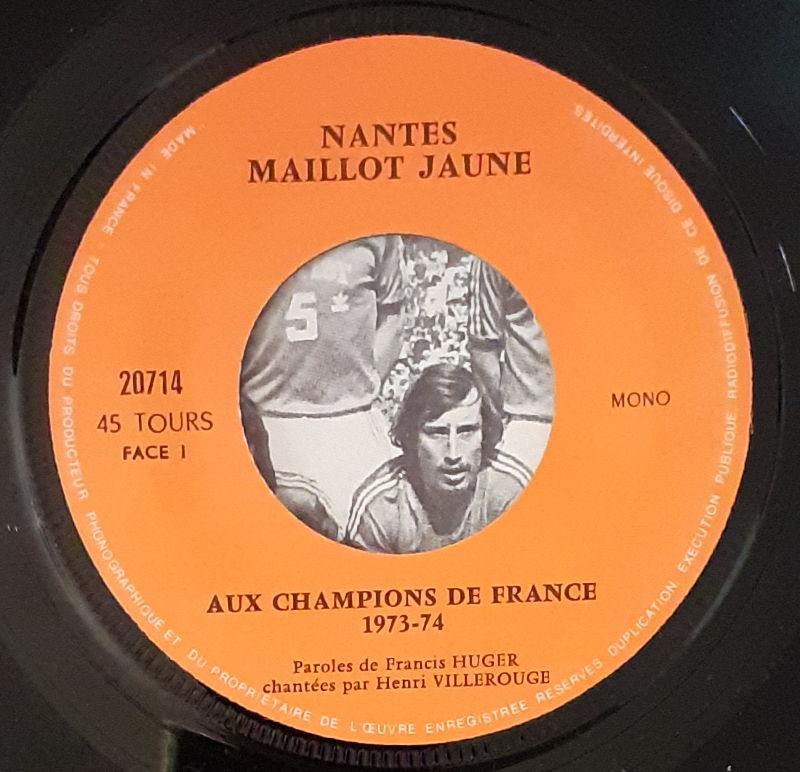 NANTES
MAILLOT JAUNE
5
20714
45 TOURS
FACE 1
MONO
AUX CHAMPIONS DE FRANCE
1973-74
Paroles de Francis HUGER
chantées par Henri VILLEROUGE
MADE IN FRANCE - TOUS DROITS DU PRODUCTEUR PHONOGRAPHIQUE ET DU PROPRIÉTAIRE DE L'ŒUVRE ENREGISTRÉE RÉSERVÉS DUPLICATION EXECUTION PUBLIQUE RADIODIFFUSION DE CE DISQUE INTERDITES